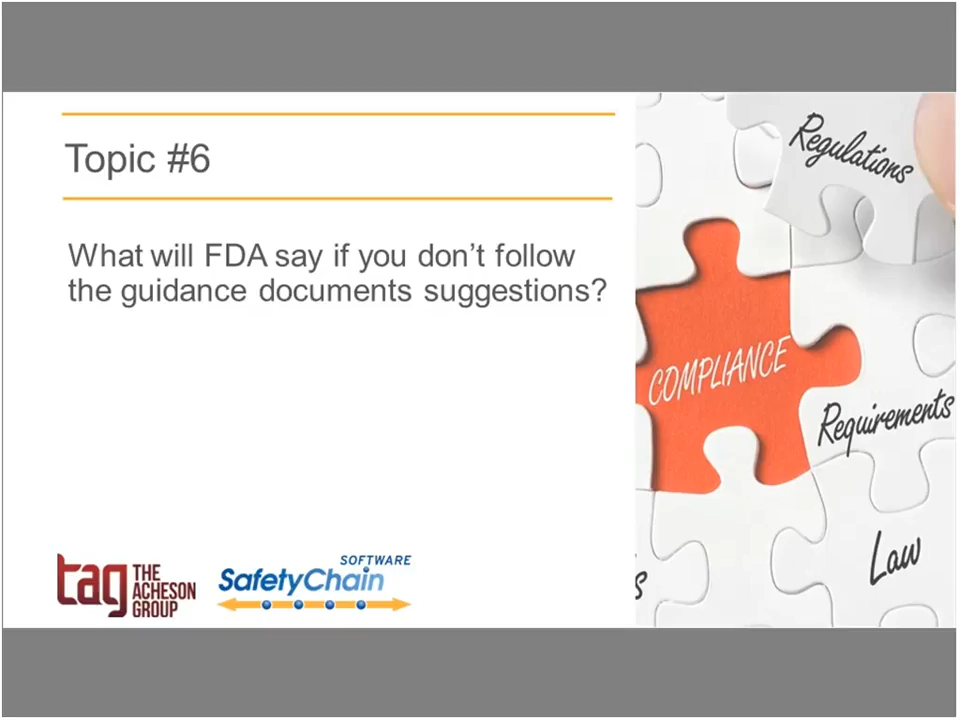 Topic #6
What will FDA say if you don't follow
the guidance documents suggestions?
Regulations
COMPLIANCE
Requirements
Law
s
tag THE
ACHESON
GROUP
SOFTWARE
SafetyChain